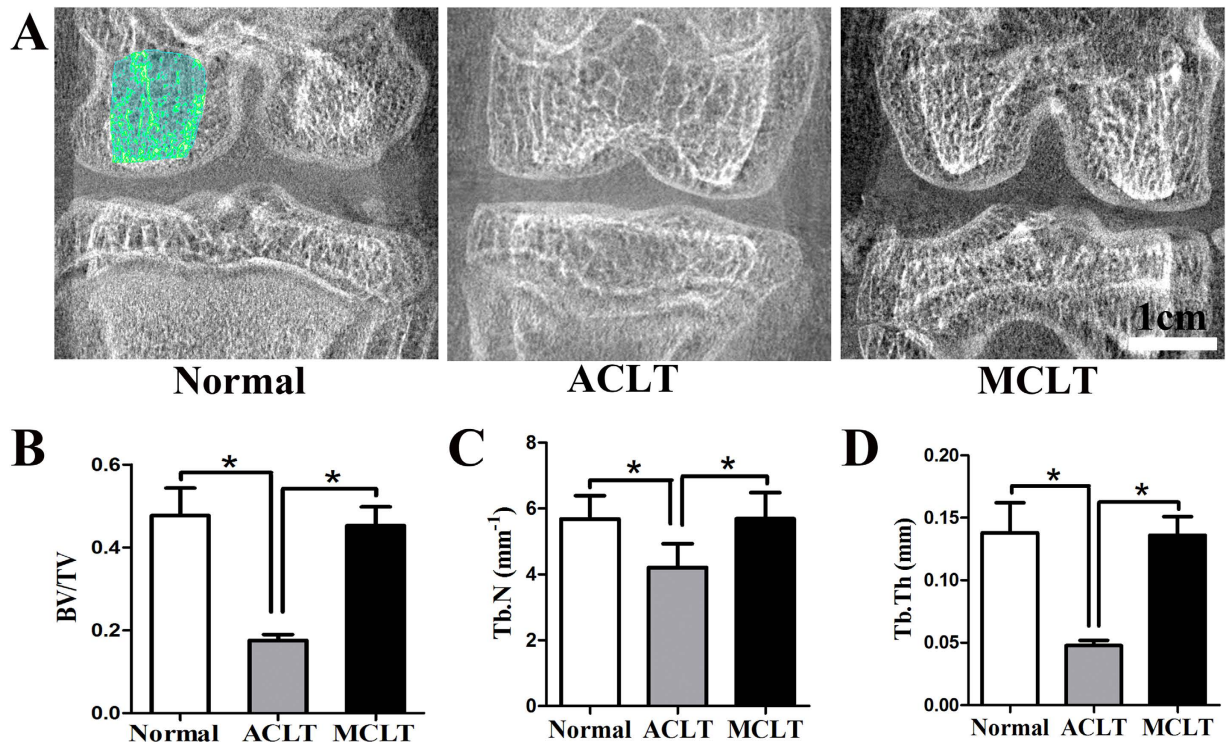 A
1cm
Normal ACLT MCLT
B
0.6
0.4
0.2
0.0
BV/TV
* *
Normal ACLT MCLT
C
8
6
4
2
0
Tb.N (mm⁻¹)
* *
Normal ACLT MCLT
D
0.20
0.15
0.10
0.05
0.00
Tb.Th (mm)
* *
Normal ACLT MCLT